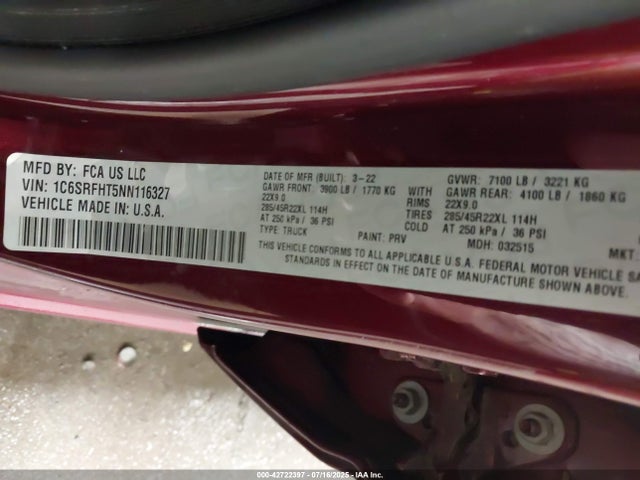 MFD BY: FCA US LLC
VIN: 1C6SRFHT5NN116327
VEHICLE MADE IN: U.S.A.
DATE OF MFR (BUILT): 3-22 GVWR: 7100 LB / 3221 KG
GAWR FRONT: 3900 LB / 1770 KG WITH GAWR REAR: 4100 LB / 1860 KG
22X9.0 RIMS 22X9.0
285/45R22XL 114H TIRES 285/45R22XL 114H
AT 250 kPa / 36 PSI COLD AT 250 kPa / 36 PSI
TYPE: TRUCK PAINT: PRV MDH: 032515 MKT.
THIS VEHICLE CONFORMS TO ALL APPLICABLE U.S.A. FEDERAL MOTOR VEHICLE SA
STANDARDS IN EFFECT ON THE DATE OF MANUFACTURE SHOWN ABOVE.
000-42722397 - 07/16/2025 - IAA Inc.